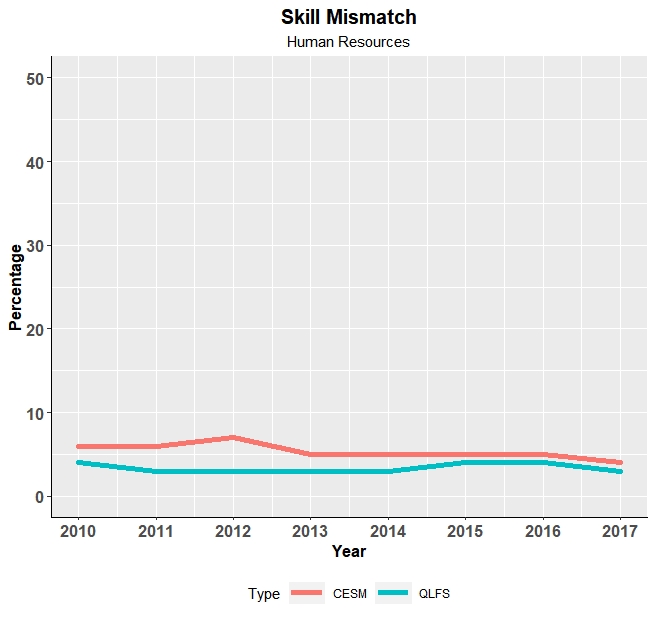 Skill Mismatch
Human Resources
Percentage
50
40
30
20
10
0
2010 2011 2012 2013 2014 2015 2016 2017
Year
Type CESM QLFS